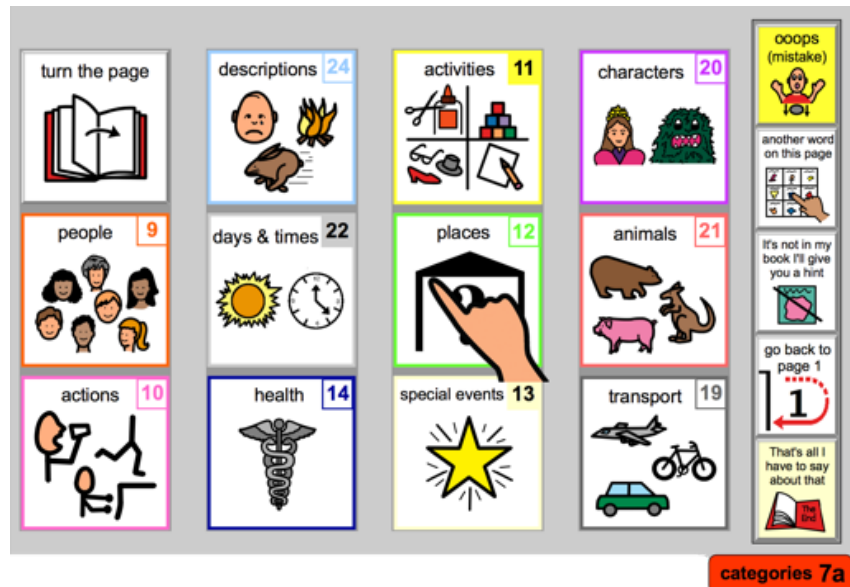 turn the page
descriptions 24
activities 11
characters 20
people 9
days & times 22
places 12
animals 21
actions 10
health 14
special events 13
transport 19
ooops
(mistake)
another word
on this page
It's not in my
book I'll give
you a hint
go back to
page 1
1
That's all I
have to say
about that
The
End
categories 7a